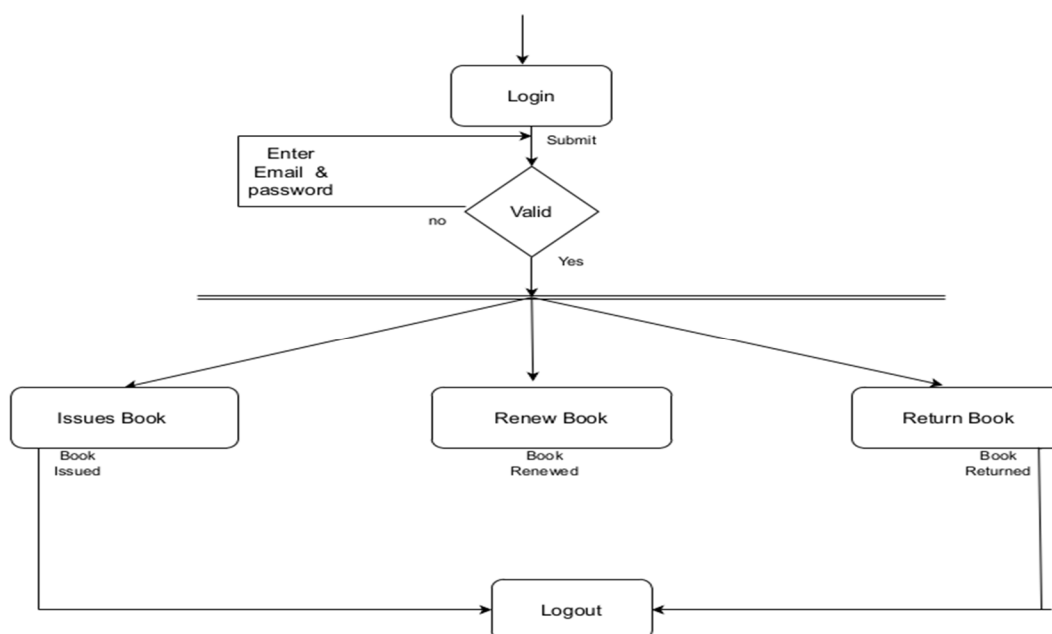 Login
Submit
Enter
Email &
password
Valid
no
Yes
Issues Book
Renew Book
Return Book
Book
Issued
Book
Renewed
Book
Returned
Logout